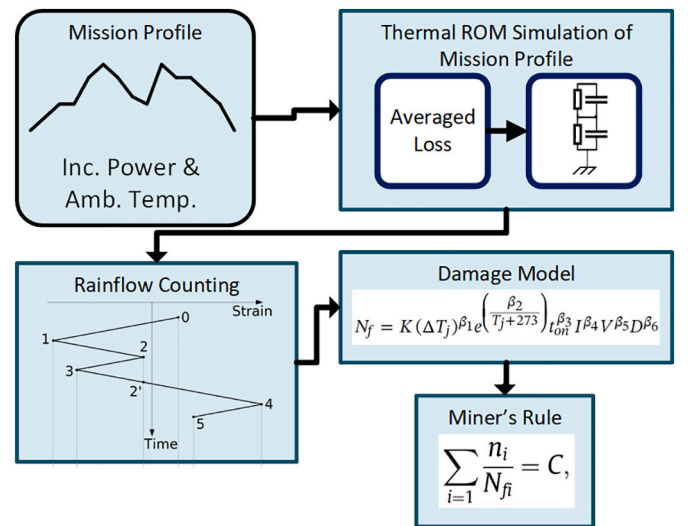 Mission Profile
Inc. Power &
Amb. Temp.
Thermal ROM Simulation of
Mission Profile
Averaged
Loss
Rainflow Counting
Strain
0
1
2
3
2'
4
5
Time
Damage Model
N_f = K(ΔT_j)^{β_1} e^{(β_2/(T_j+273))} t_{on}^{β_3} I^{β_4} V^{β_5} D^{β_6}
Miner's Rule
∑_{i=1} n_i/N_{fi} = C,